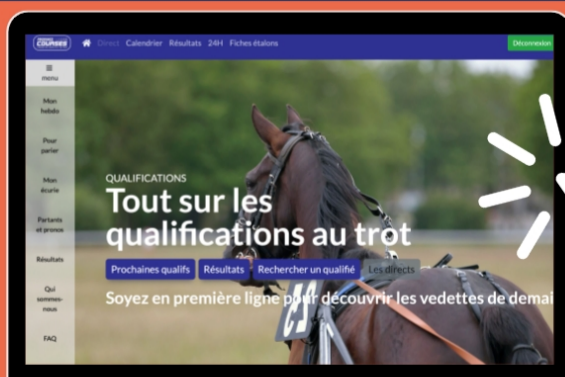 COURSES
Direct Calendrier Résultats 24H Fiches étalons
Déconnexion
menu
Mon
hebdo
Pour
parier
Mon
écurie
Partants
et pronos
Résultats
Qui
sommes-
nous
FAQ
QUALIFICATIONS
Tout sur les
qualifications au trot
Prochaines qualifs Résultats Rechercher un qualifié Les directs
Soyez en première ligne pour découvrir les vedettes de demai